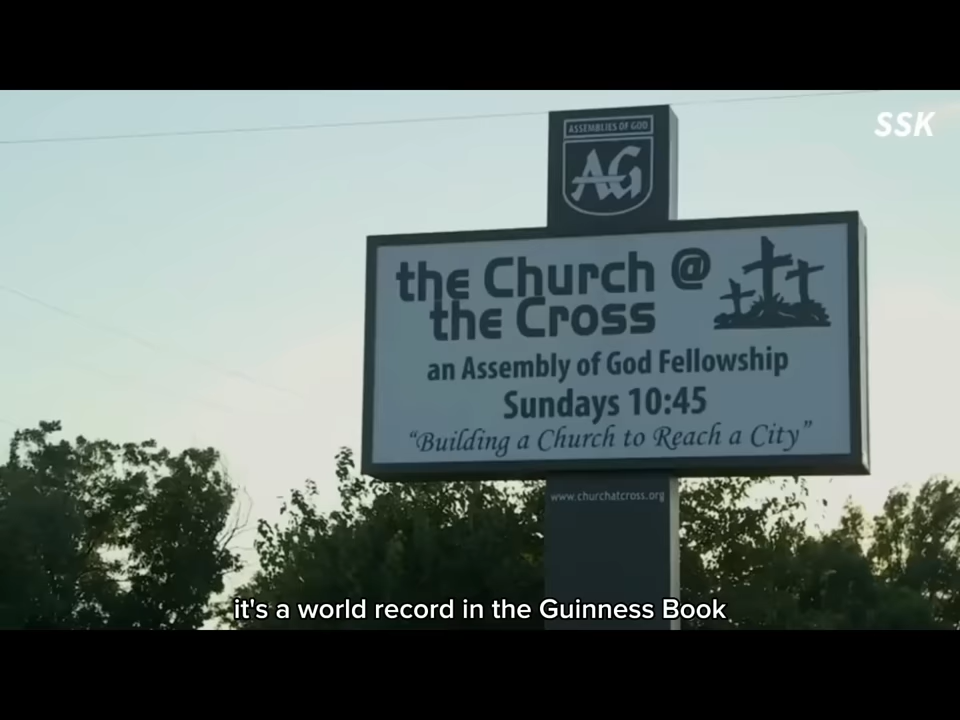 SSK
ASSEMBLIES OF GOD
AG
the Church @
the Cross
an Assembly of God Fellowship
Sundays 10:45
“Building a Church to Reach a City”
www.churchatcross.org
it's a world record in the Guinness Book